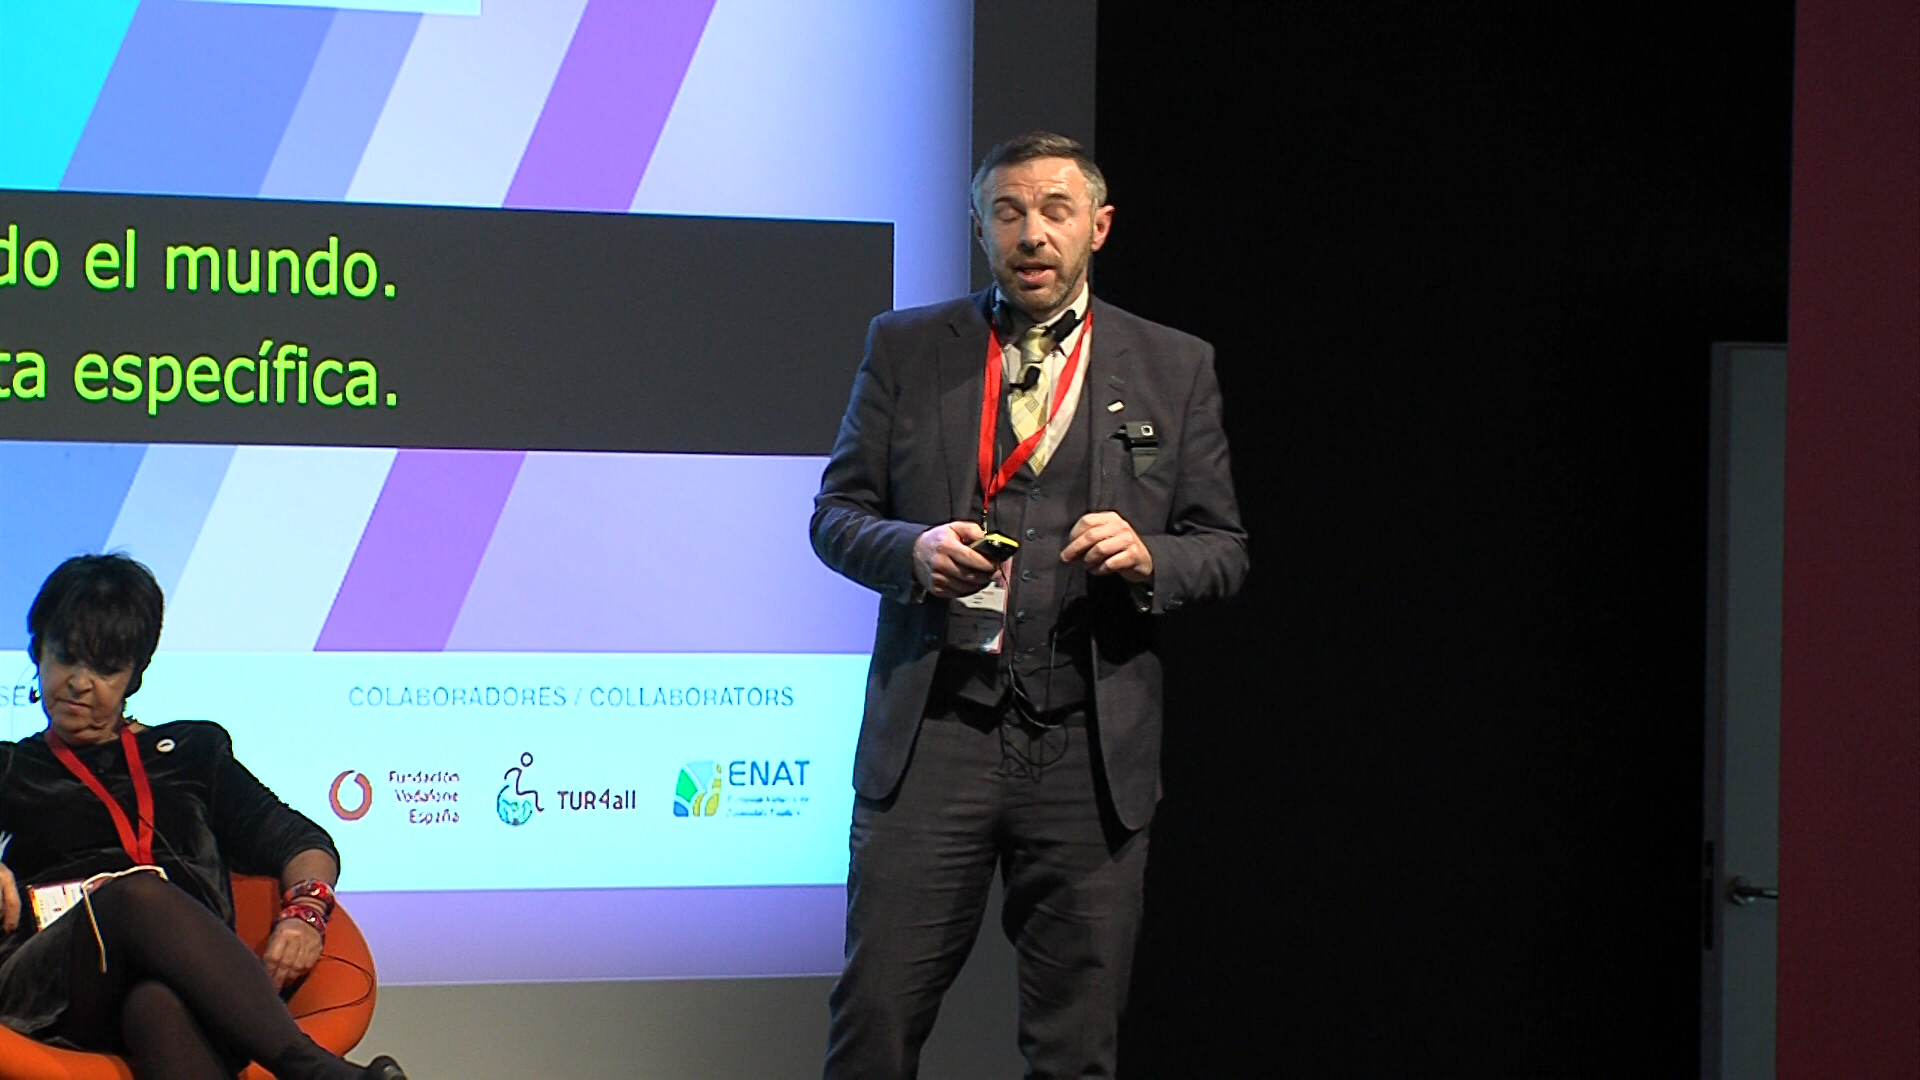 do el mundo.
ta específica.
COLABORADORES / COLLABORATORS
Fundación
Vodafone
España
TUR4all
ENAT